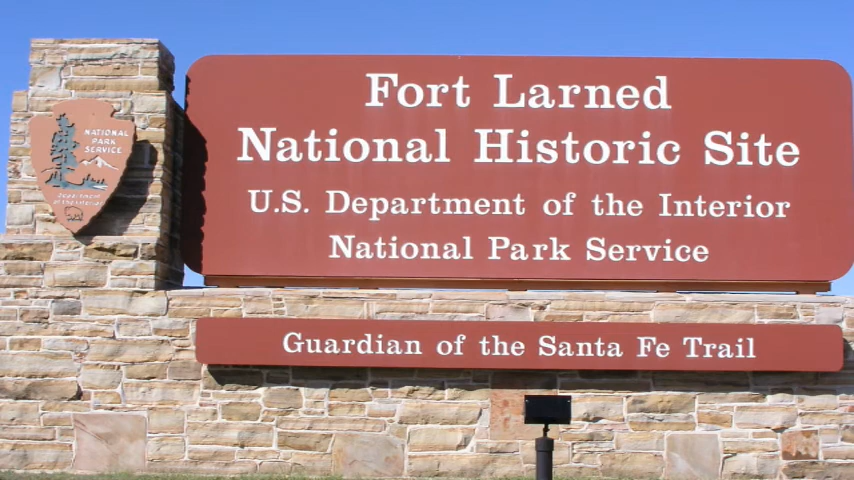 Fort Larned
National Historic Site
U.S. Department of the Interior
National Park Service
NATIONAL
PARK
SERVICE
Guardian of the Santa Fe Trail